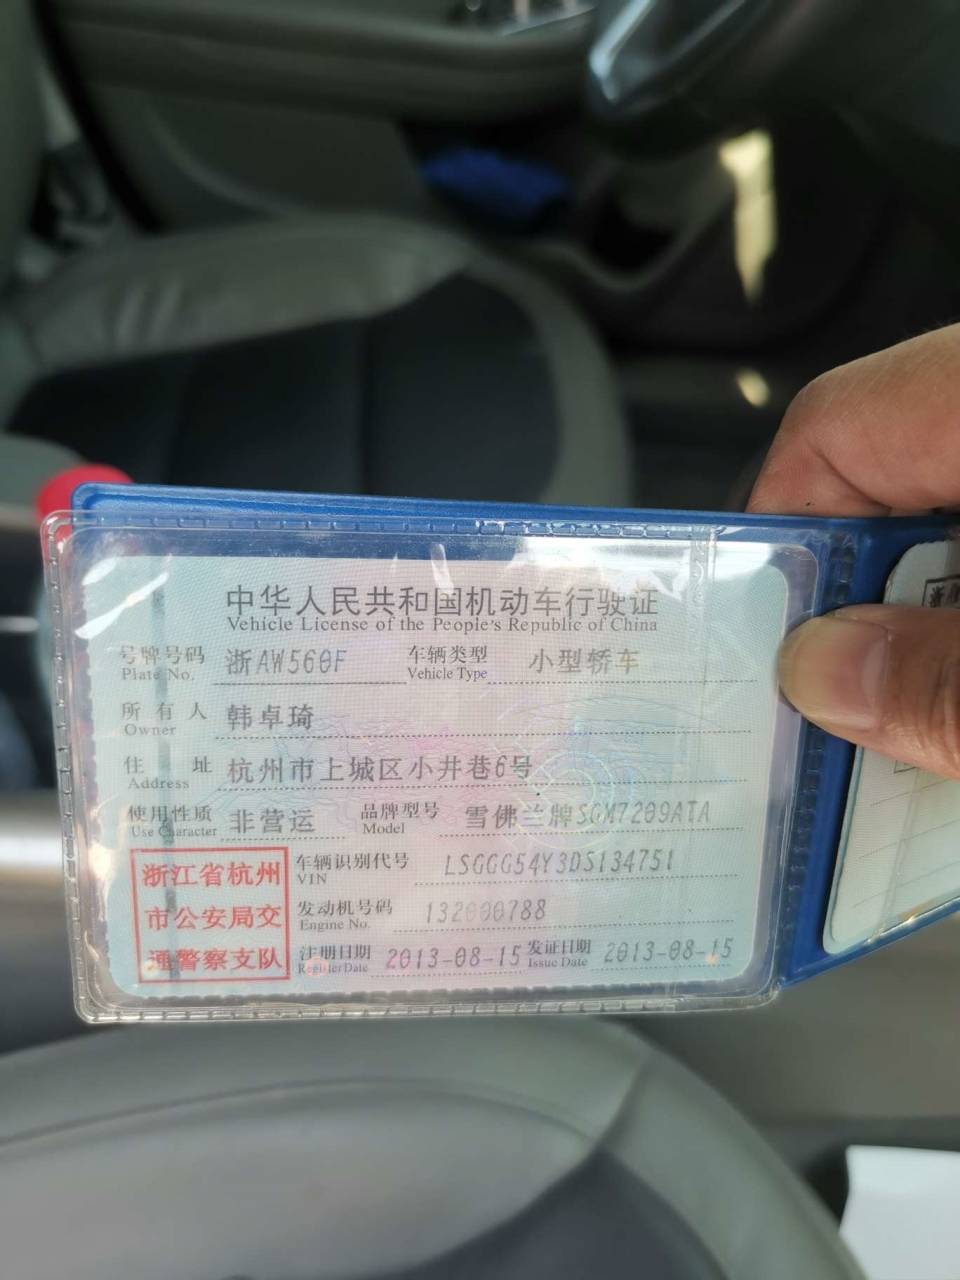 中华人民共和国机动车行驶证
Vehicle License of the People's Republic of China
号牌号码 浙AW560F 车辆类型 小型轿车
Plate No. Vehicle Type
所有人 韩卓琦
Owner
住址 杭州市上城区小井巷6号
Address
使用性质 非营运 品牌型号 雪佛兰牌SGM7209ATA
Use Character Model
浙江省杭州
市公安局交
通警察支队
车辆识别代号 LSGGG54Y3DS134751
VIN
发动机号码 132000788
Engine No.
注册日期 2013-08-15 发证日期 2013-08-15
Register Date Issue Date